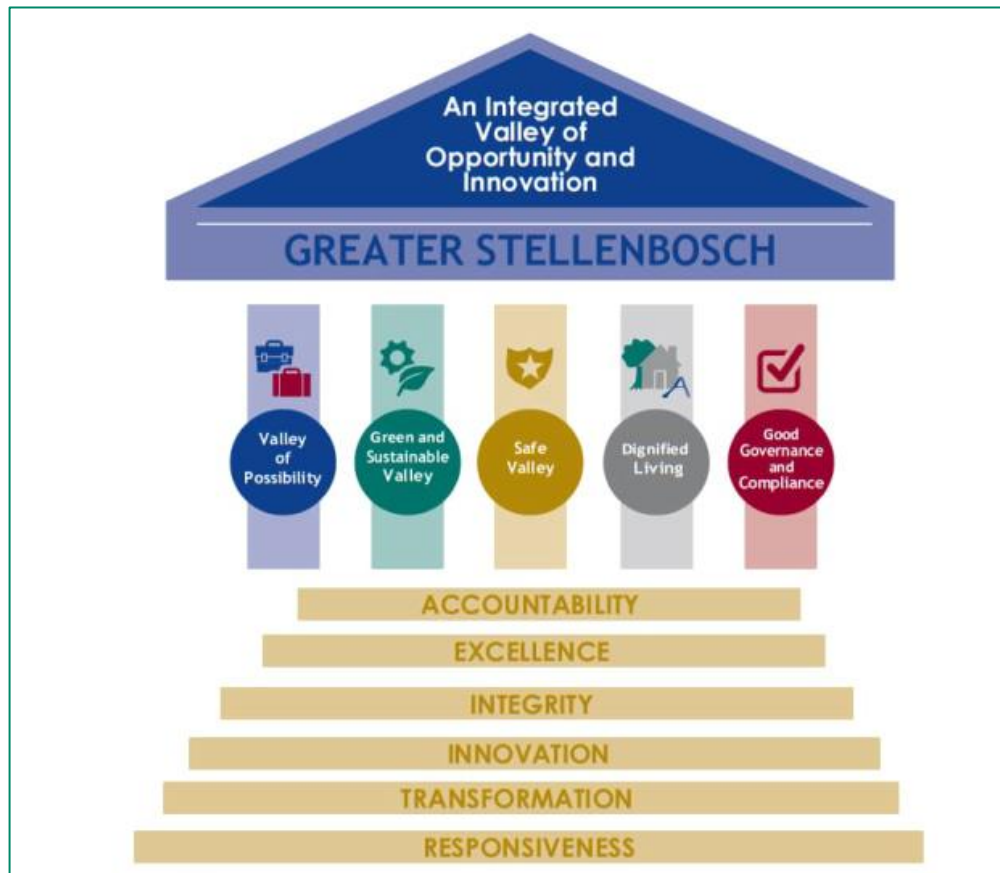 An Integrated
Valley of
Opportunity and
Innovation
GREATER STELLENBOSCH
Valley
of
Possibility
Green and
Sustainable
Valley
Safe
Valley
Dignified
Living
Good
Governance
and
Compliance
ACCOUNTABILITY
EXCELLENCE
INTEGRITY
INNOVATION
TRANSFORMATION
RESPONSIVENESS